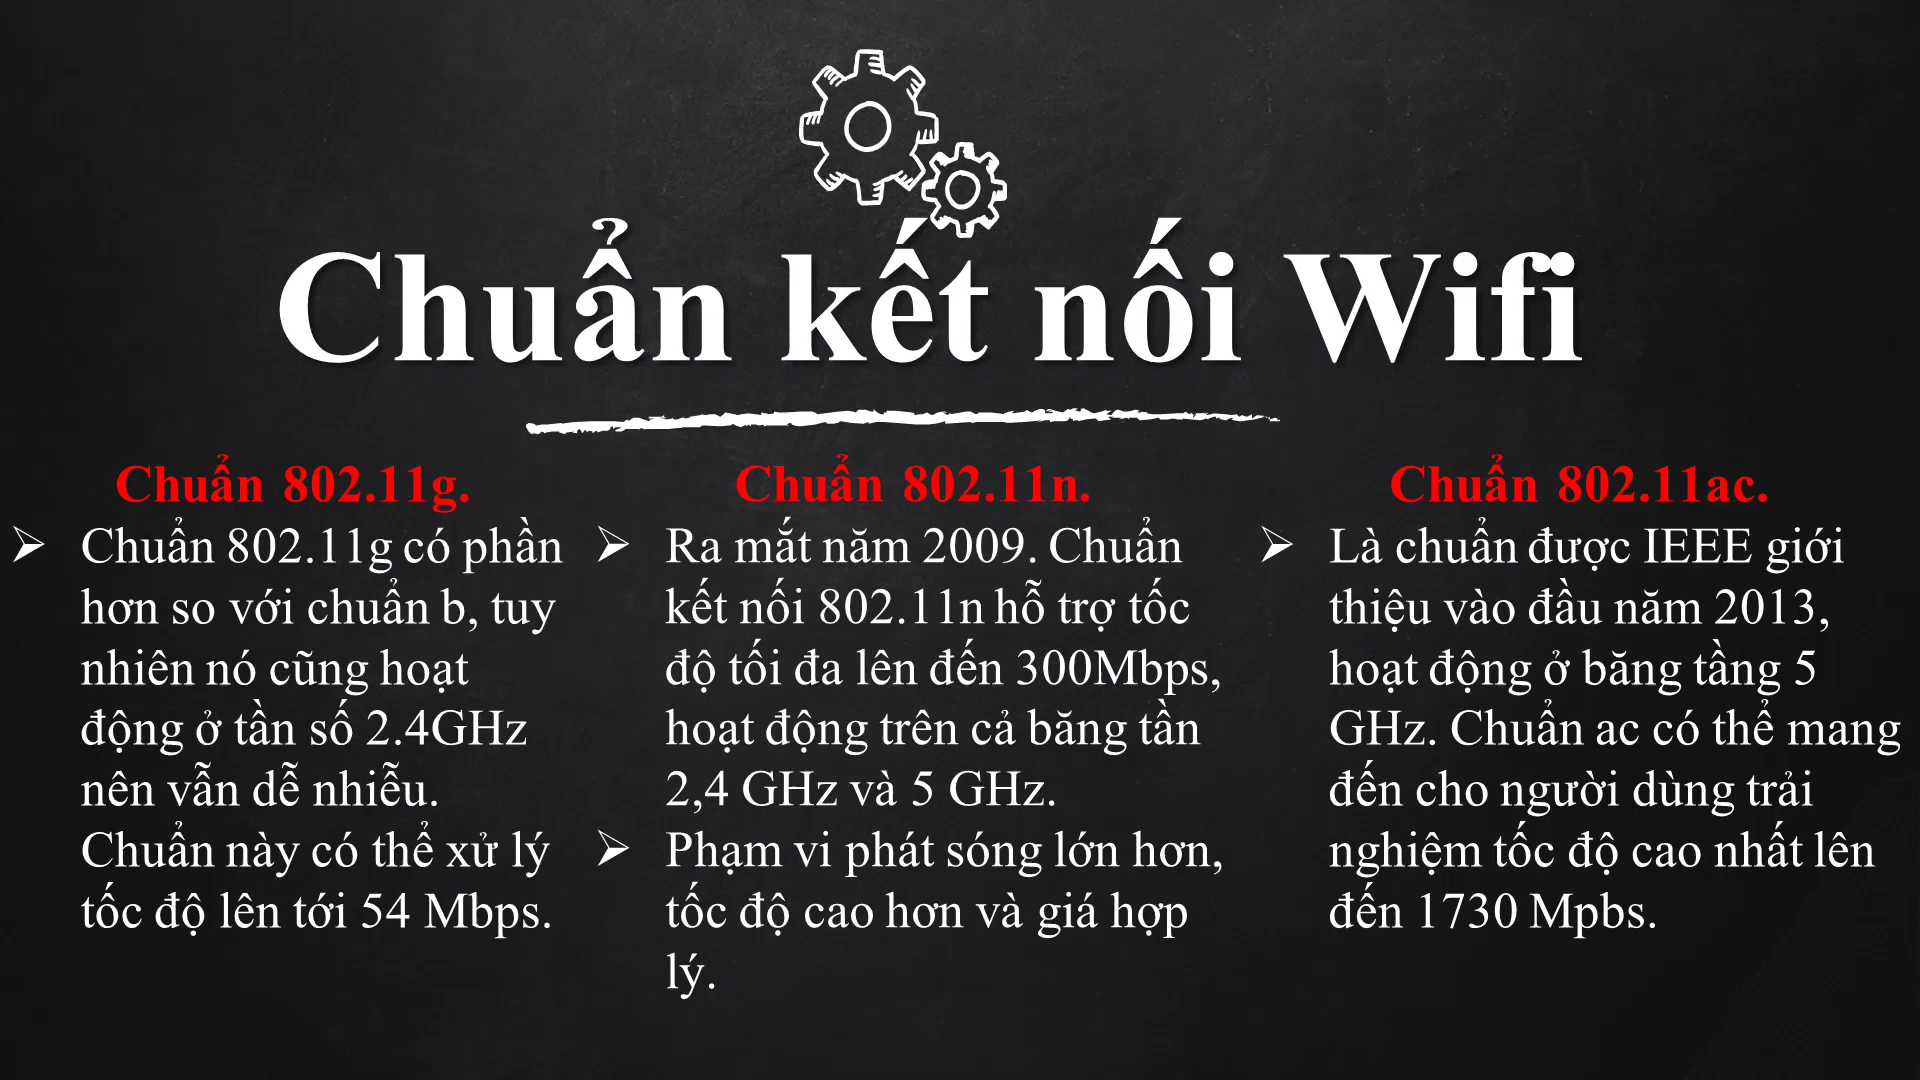 Chuẩn kết nối Wifi
Chuẩn 802.11g.
Chuẩn 802.11g có phần
hơn so với chuẩn b, tuy
nhiên nó cũng hoạt
động ở tần số 2.4GHz
nên vẫn dễ nhiễu.
Chuẩn này có thể xử lý
tốc độ lên tới 54 Mbps.
Chuẩn 802.11n.
Ra mắt năm 2009. Chuẩn
kết nối 802.11n hỗ trợ tốc
độ tối đa lên đến 300Mbps,
hoạt động trên cả băng tần
2,4 GHz và 5 GHz.
Phạm vi phát sóng lớn hơn,
tốc độ cao hơn và giá hợp
lý.
Chuẩn 802.11ac.
Là chuẩn được IEEE giới
thiệu vào đầu năm 2013,
hoạt động ở băng tầng 5
GHz. Chuẩn ac có thể mang
đến cho người dùng trải
nghiệm tốc độ cao nhất lên
đến 1730 Mpbs.